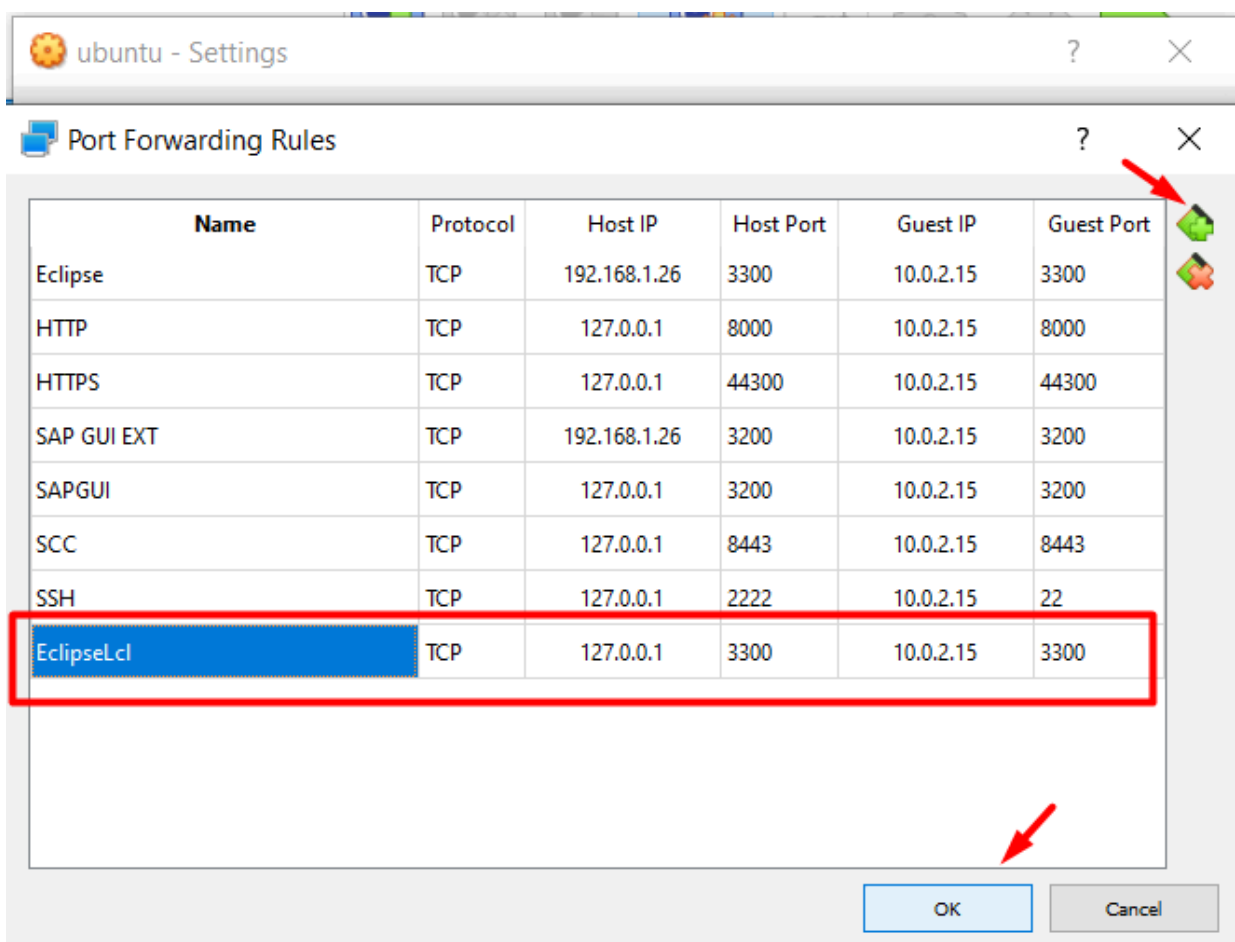 ubuntu - Settings ?
Port Forwarding Rules ?
Name Protocol Host IP Host Port Guest IP Guest Port
Eclipse TCP 192.168.1.26 3300 10.0.2.15 3300
HTTP TCP 127.0.0.1 8000 10.0.2.15 8000
HTTPS TCP 127.0.0.1 44300 10.0.2.15 44300
SAP GUI EXT TCP 192.168.1.26 3200 10.0.2.15 3200
SAPGUI TCP 127.0.0.1 3200 10.0.2.15 3200
SCC TCP 127.0.0.1 8443 10.0.2.15 8443
SSH TCP 127.0.0.1 2222 10.0.2.15 22
EclipseLcl TCP 127.0.0.1 3300 10.0.2.15 3300
OK Cancel